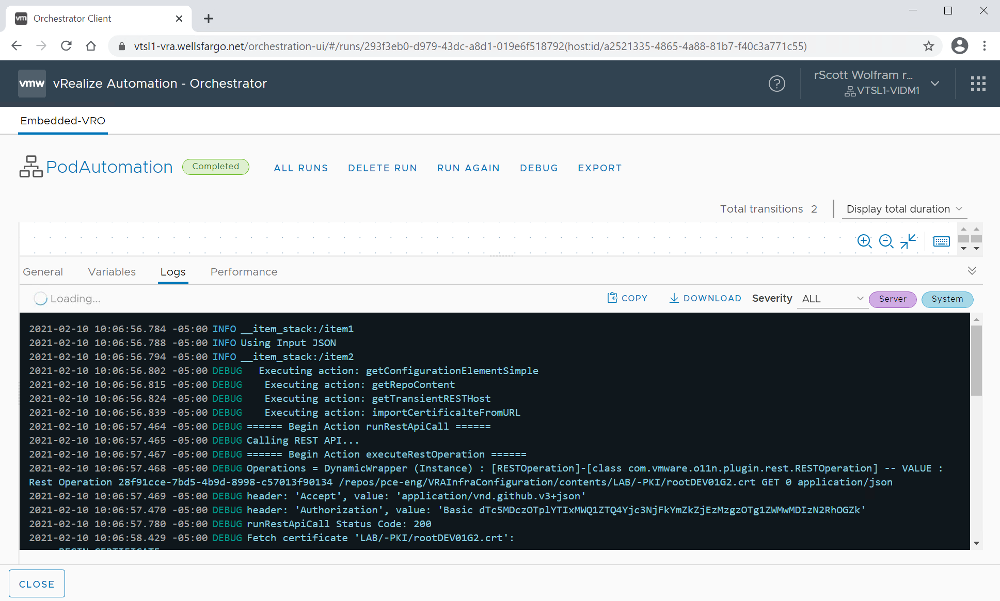 Orchestrator Client
vtsl1-vra.wellsfargo.net/orchestration-ui/#/runs/293f3eb0-d979-43dc-a8d1-019e6f518792(host:id/a2521335-4865-4a88-81b7-f40c3a771c55)
vmw vRealize Automation - Orchestrator
rScott Wolfram r...
VTSL1-VIDM1
Embedded-VRO
PodAutomation Completed ALL RUNS DELETE RUN RUN AGAIN DEBUG EXPORT
Total transitions 2 Display total duration
General Variables Logs Performance
Loading... COPY DOWNLOAD Severity ALL Server System
2021-02-10 10:06:56.784 -05:00 INFO __item_stack:/item1
2021-02-10 10:06:56.788 -05:00 INFO Using Input JSON
2021-02-10 10:06:56.794 -05:00 INFO __item_stack:/item2
2021-02-10 10:06:56.802 -05:00 DEBUG Executing action: getConfigurationElementSimple
2021-02-10 10:06:56.815 -05:00 DEBUG Executing action: getRepoContent
2021-02-10 10:06:56.824 -05:00 DEBUG Executing action: getTransientRESTHost
2021-02-10 10:06:56.839 -05:00 DEBUG Executing action: importCertificalteFromURL
2021-02-10 10:06:57.464 -05:00 DEBUG ====== Begin Action runRestApiCall ======
2021-02-10 10:06:57.465 -05:00 DEBUG Calling REST API...
2021-02-10 10:06:57.467 -05:00 DEBUG ====== Begin Action executeRestOperation ======
2021-02-10 10:06:57.468 -05:00 DEBUG Operations = DynamicWrapper (Instance) : [RESTOperation]-[class com.vmware.o11n.plugin.rest.RESTOperation] -- VALUE :
Rest Operation 28f91cce-7bd5-4b9d-8998-c57013f90134 /repos/pce-eng/VRAInfraConfiguration/contents/LAB/-PKI/rootDEV01G2.crt GET 0 application/json
2021-02-10 10:06:57.469 -05:00 DEBUG header: 'Accept', value: 'application/vnd.github.v3+json'
2021-02-10 10:06:57.470 -05:00 DEBUG header: 'Authorization', value: 'Basic dTc5MDczOTplYTIxMWQ1ZTQ4Yjc3NjFkYmZkZjEzMzgzOTg1ZWMwMDIzN2RhOGZk'
2021-02-10 10:06:57.780 -05:00 DEBUG runRestApiCall Status Code: 200
2021-02-10 10:06:58.429 -05:00 DEBUG Fetch certificate 'LAB/-PKI/rootDEV01G2.crt':
BEGIN CERTIFICATE
CLOSE